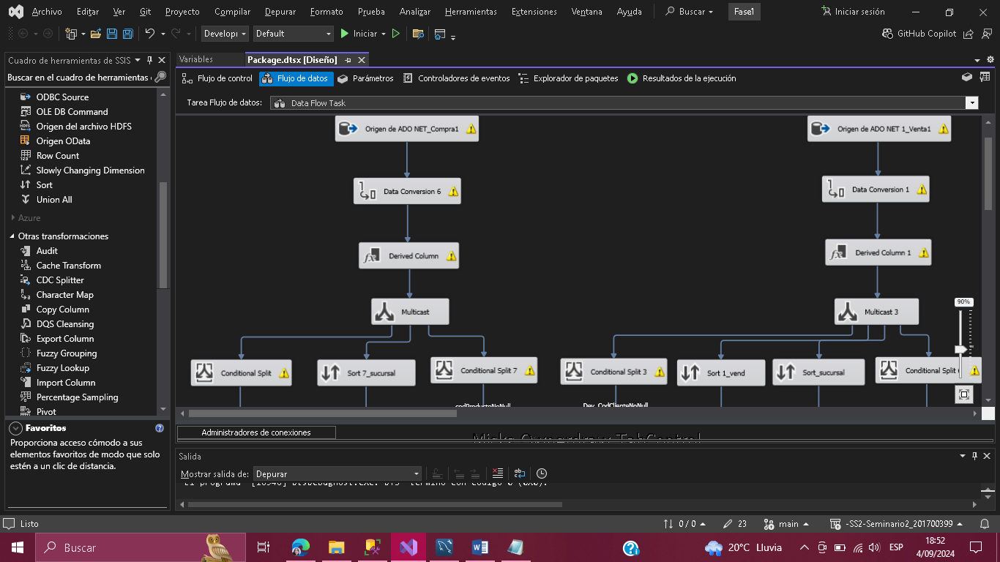 Archivo Editar Ver Git Proyecto Compilar Depurar Formato Prueba Analizar Herramientas Extensiones Ventana Ayuda Buscar Fase1 Iniciar sesión
Develop Default Iniciar GitHub Copilot
Cuadro de herramientas de SSIS
Buscar en el cuadro de herramientas
ODBC Source
OLE DB Command
Origen del archivo HDFS
Origen OData
Row Count
Slowly Changing Dimension
Sort
Union All
Azure
Otras transformaciones
Audit
Cache Transform
CDC Splitter
Character Map
Copy Column
DQS Cleansing
Export Column
Fuzzy Grouping
Fuzzy Lookup
Import Column
Percentage Sampling
Pivot
Favoritos
Proporciona acceso cómodo a sus
elementos favoritos de modo que solo
estén a un clic de distancia.
Variables Package.dtsx [Diseño]
Flujo de control Flujo de datos Parámetros Controladores de eventos Explorador de paquetes Resultados de la ejecución
Tarea Flujo de datos: Data Flow Task
Origen de ADO NET_Compra1 Origen de ADO NET 1_Venta1
Data Conversion 6 Data Conversion 1
Derived Column Derived Column 1
Multicast Multicast 3
90%
Conditional Split Sort 7_sucursal Conditional Split 7 Conditional Split 3 Sort 1_vend Sort_sucursal Conditional Split
codProductoNoNull Dev_CodClienteNoNull
Administradores de conexiones
Salida
Mostrar salida de: Depurar
El programa '[18948] DtsDebugHost.exe: DTS' terminó con código 0 (0x0).
Listo 0 / 0 23 main -SS2-Seminario2_201700399
Buscar 20°C Lluvia ESP 18:52
4/09/2024